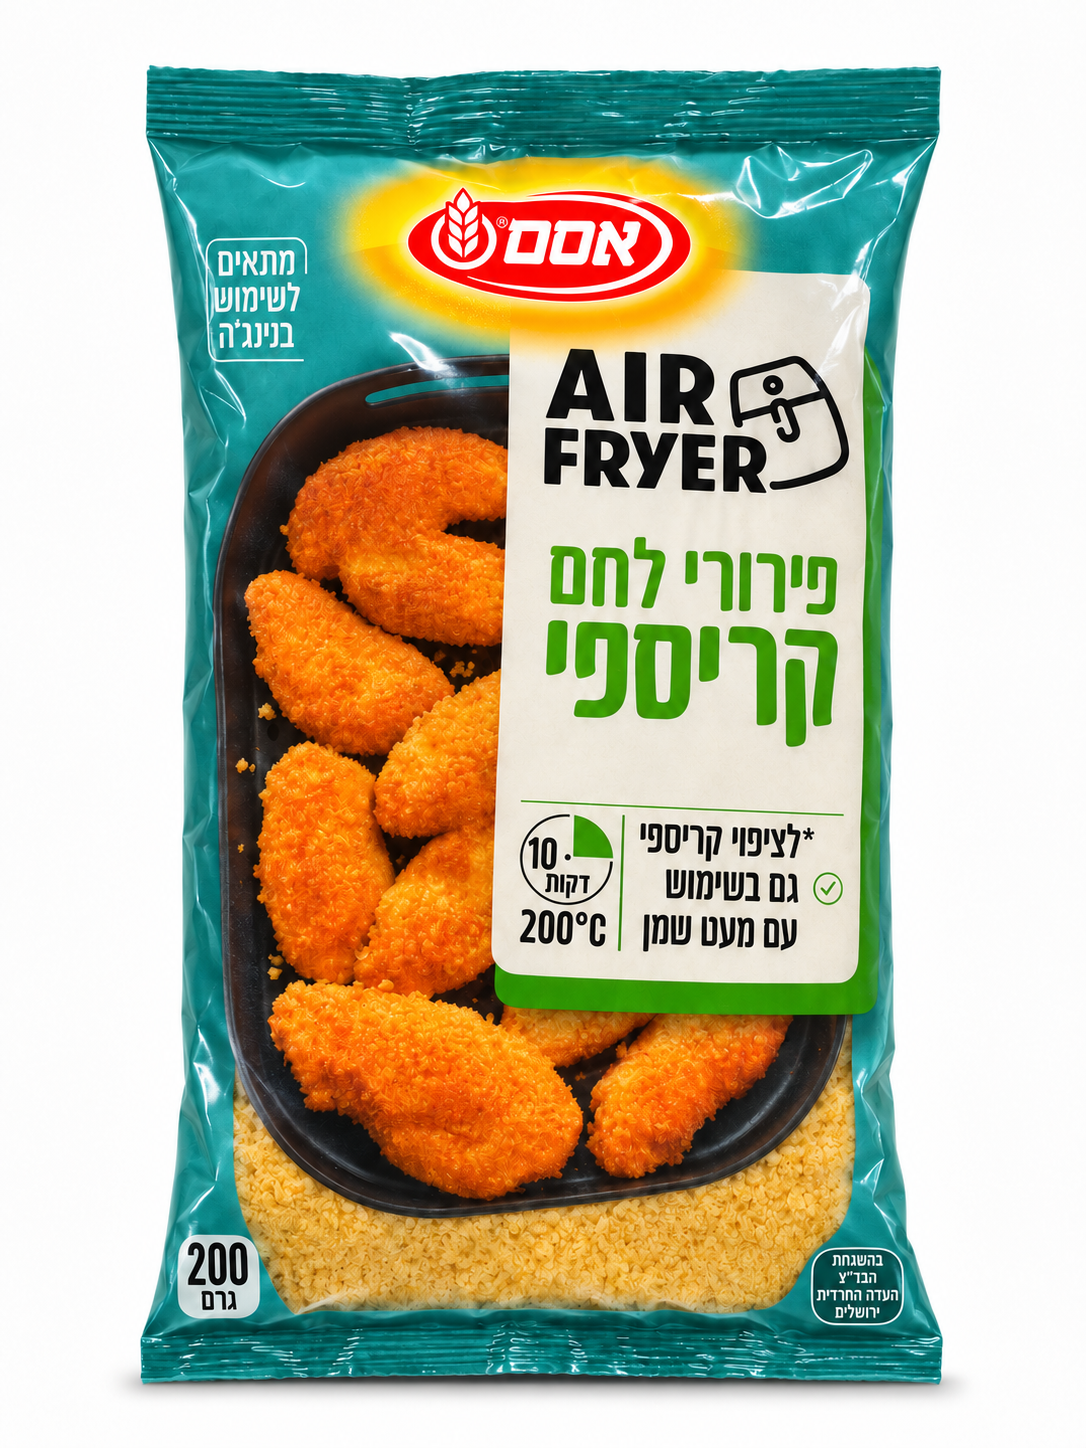 אסם®
מתאים
לשימוש
בנינג'ה
AIR
FRYER
פירורי לחם
קריספי
*לציפוי קריספי
גם בשימוש
עם מעט שמן
10
דקות
200°C
200
גרם
בהשגחת
הבד"צ
העדה החרדית
ירושלים